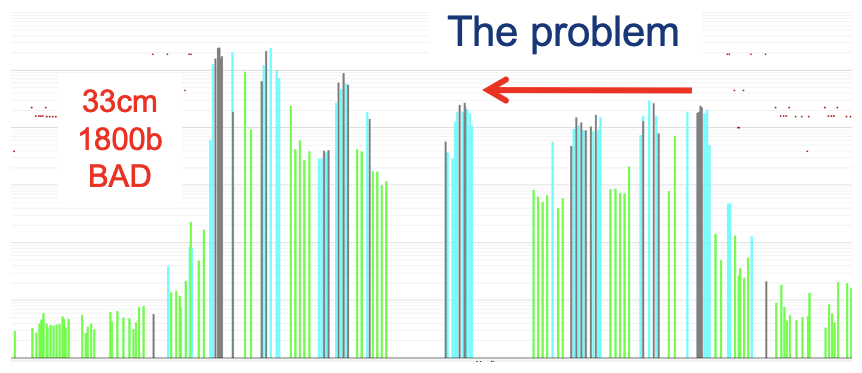 The problem
33cm
1800b
BAD